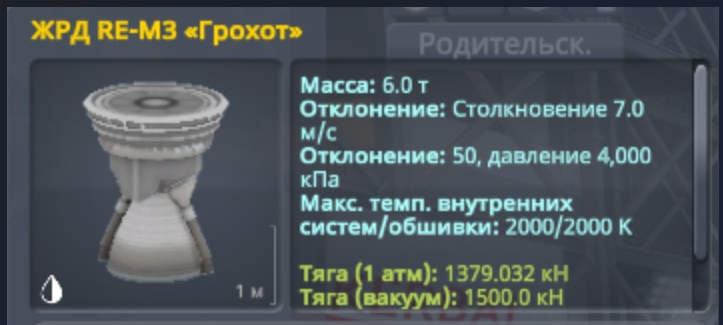 ЖРД RE-M3 «Грохот»
Родительск.
Масса: 6.0 т
Отклонение: Столкновение 7.0
м/с
Отклонение: 50, давление 4,000
кПа
Макс. темп. внутренних
систем/обшивки: 2000/2000 K
Тяга (1 атм): 1379.032 кН
Тяга (вакуум): 1500.0 кН
1 м